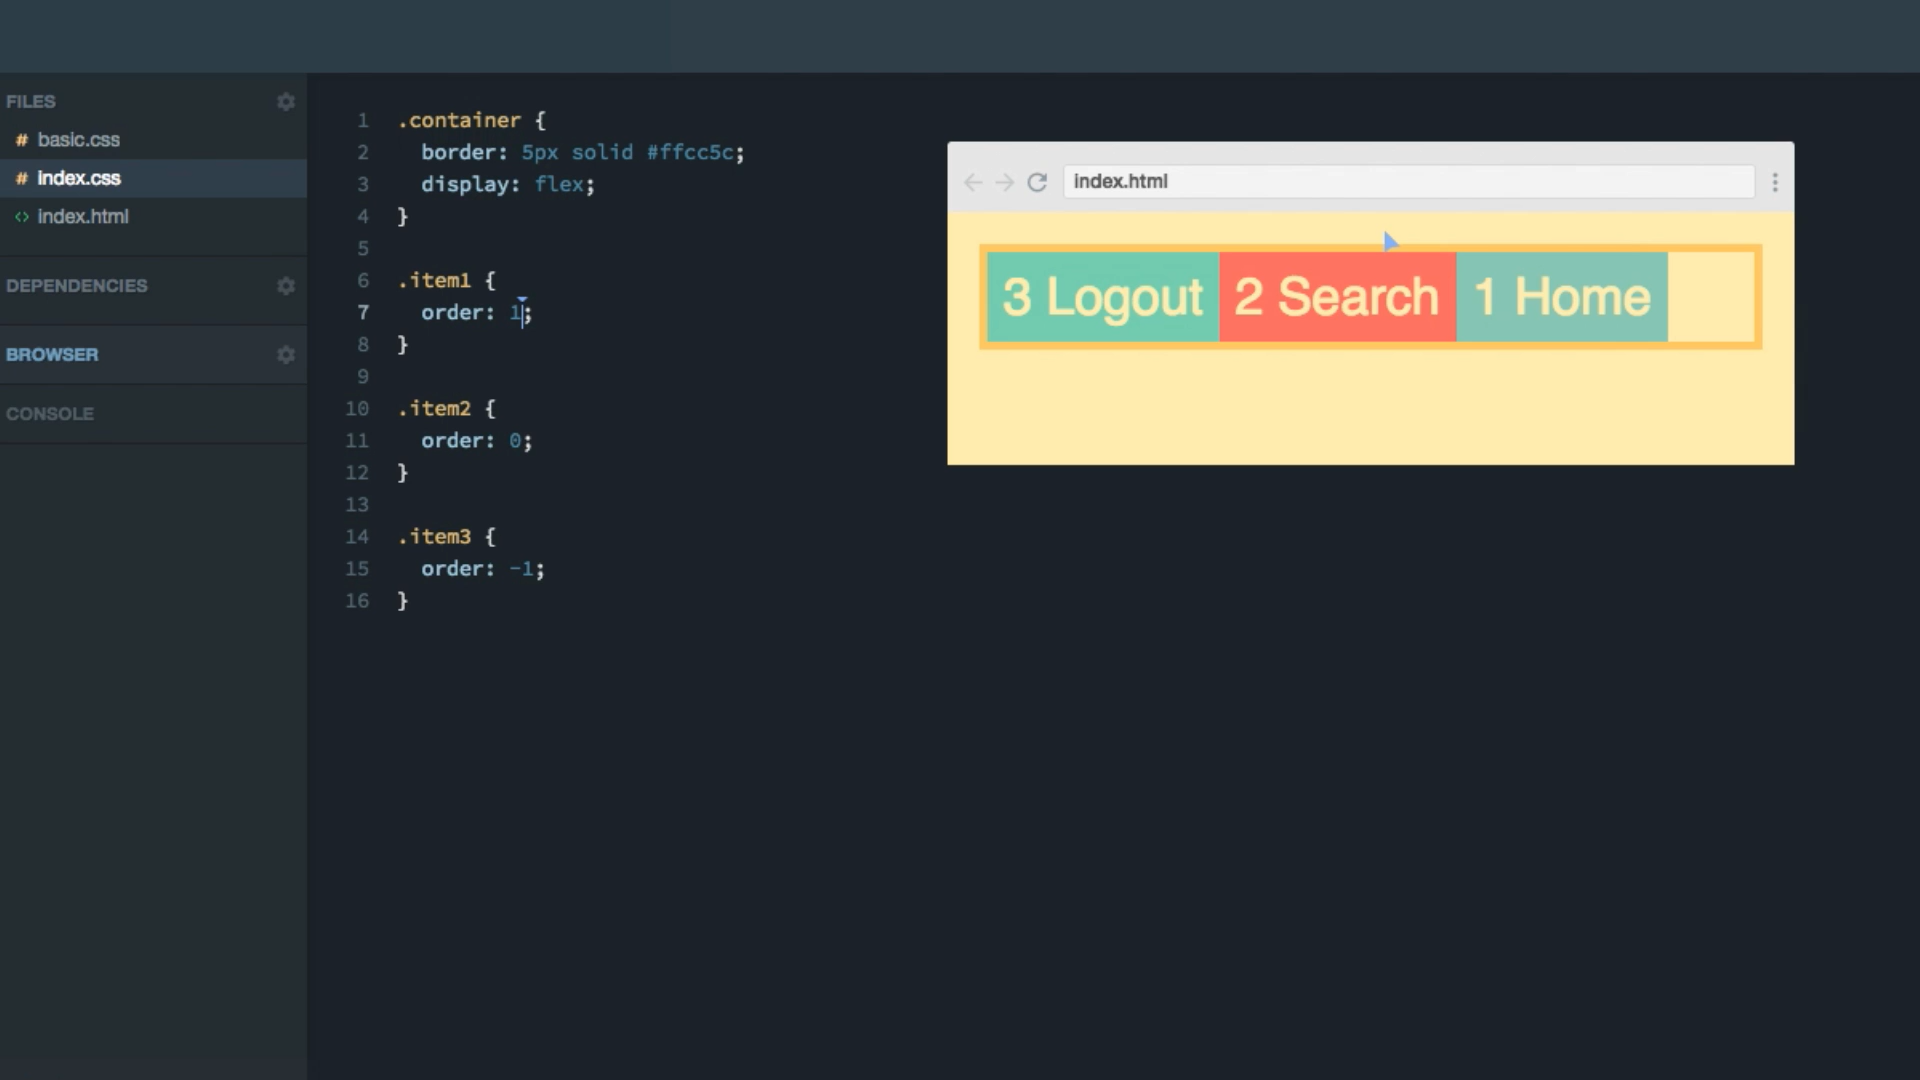 FILES
# basic.css
# index.css
<> index.html
DEPENDENCIES
BROWSER
CONSOLE
1 .container {
2 border: 5px solid #ffcc5c;
3 display: flex;
4 }
5
6 .item1 {
7 order: 1;
8 }
9
10 .item2 {
11 order: 0;
12 }
13
14 .item3 {
15 order: -1;
16 }
index.html
3 Logout 2 Search 1 Home